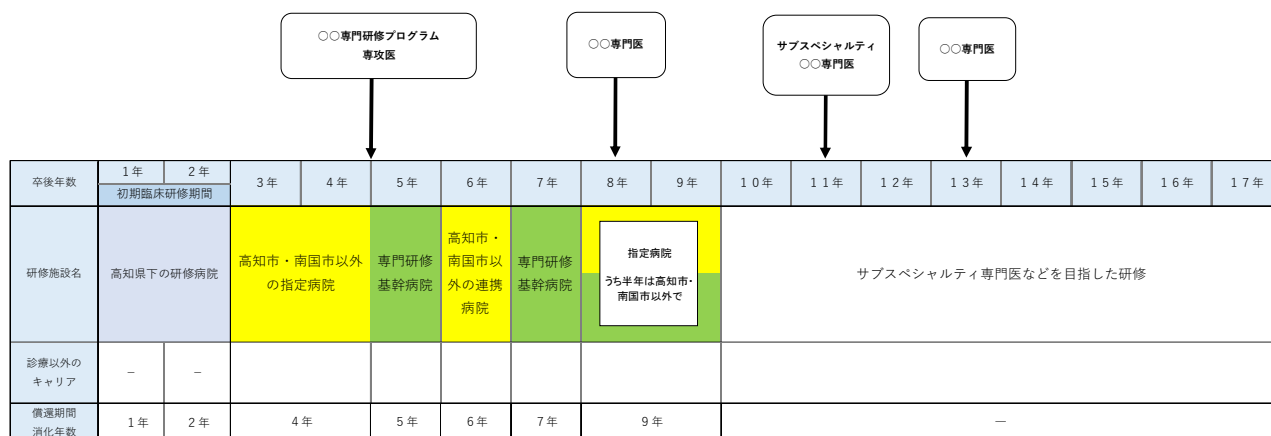 ○○専門研修プログラム
専攻医
○○専門医
サブスペシャルティ
○○専門医
○○専門医
卒後年数
1年
2年
初期臨床研修期間
3年
4年
5年
6年
7年
8年
9年
10年
11年
12年
13年
14年
15年
16年
17年
研修施設名
高知県下の研修病院
高知市・南国市以外
の指定病院
専門研修
基幹病院
高知市・
南国市以
外の連携
病院
専門研修
基幹病院
指定病院
うち半年は高知市・
南国市以外で
サブスペシャルティ専門医などを目指した研修
診療以外の
キャリア
－
－
償還期間
消化年数
1年
2年
4年
5年
6年
7年
9年
―